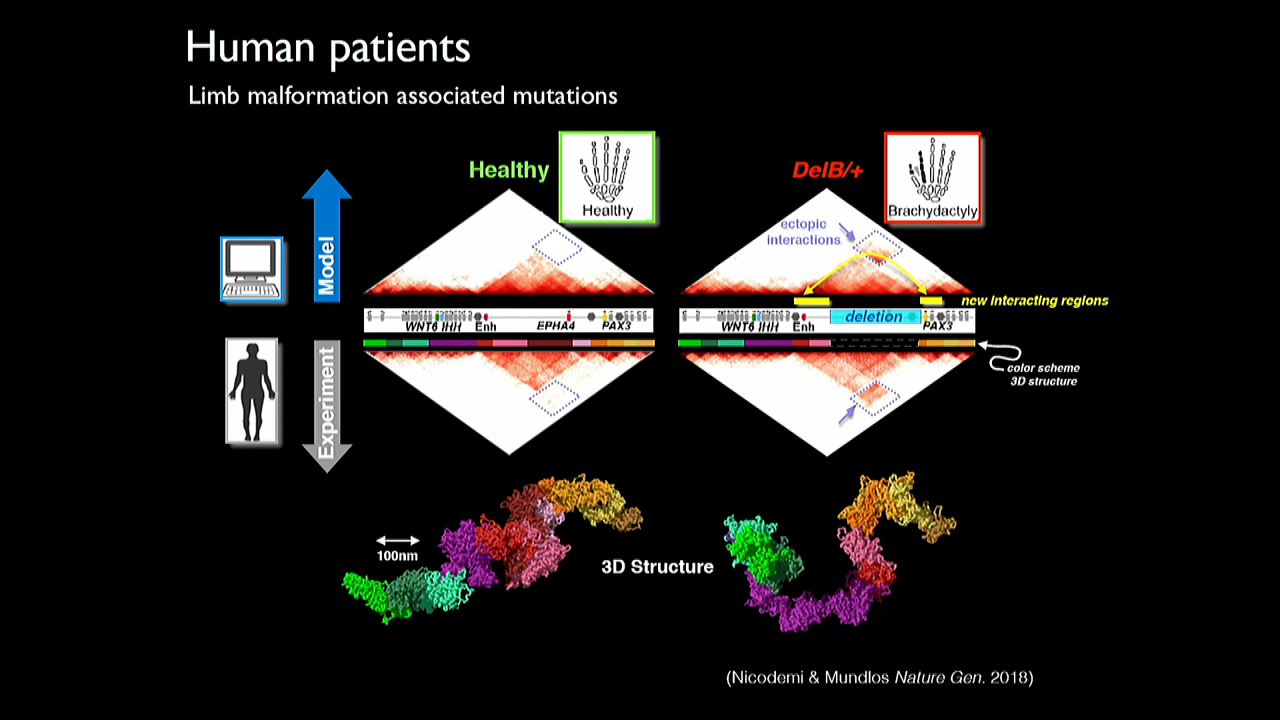 Human patients
Limb malformation associated mutations
Healthy
Healthy
DelB/+
Brachydactyly
ectopic
interactions
Model
new interacting regions
WNT6 IHH Enh EPHA4 PAX3
WNT6 IHH Enh deletion PAX3
Experiment
color scheme
3D structure
100nm
3D Structure
(Nicodemi & Mundlos Nature Gen. 2018)